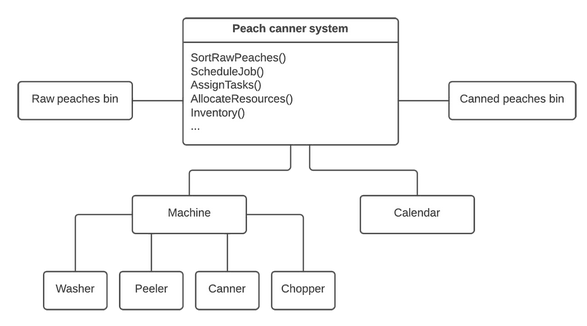 Peach canner system
SortRawPeaches()
ScheduleJob()
AssignTasks()
AllocateResources()
Inventory()
...
Raw peaches bin
Canned peaches bin
Machine
Calendar
Washer
Peeler
Canner
Chopper